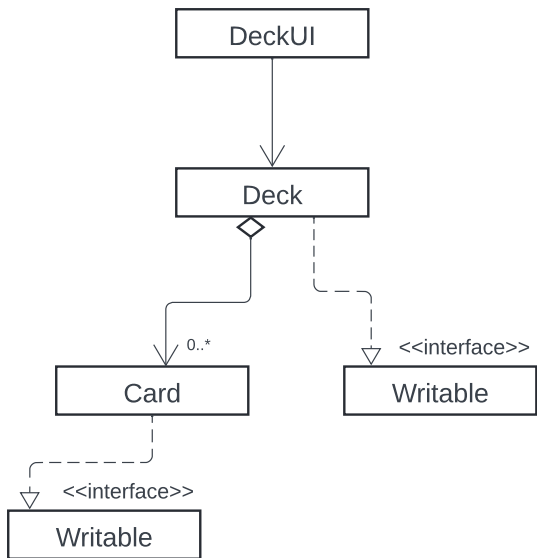 DeckUI
Deck
0..*
<<interface>>
Card
Writable
<<interface>>
Writable